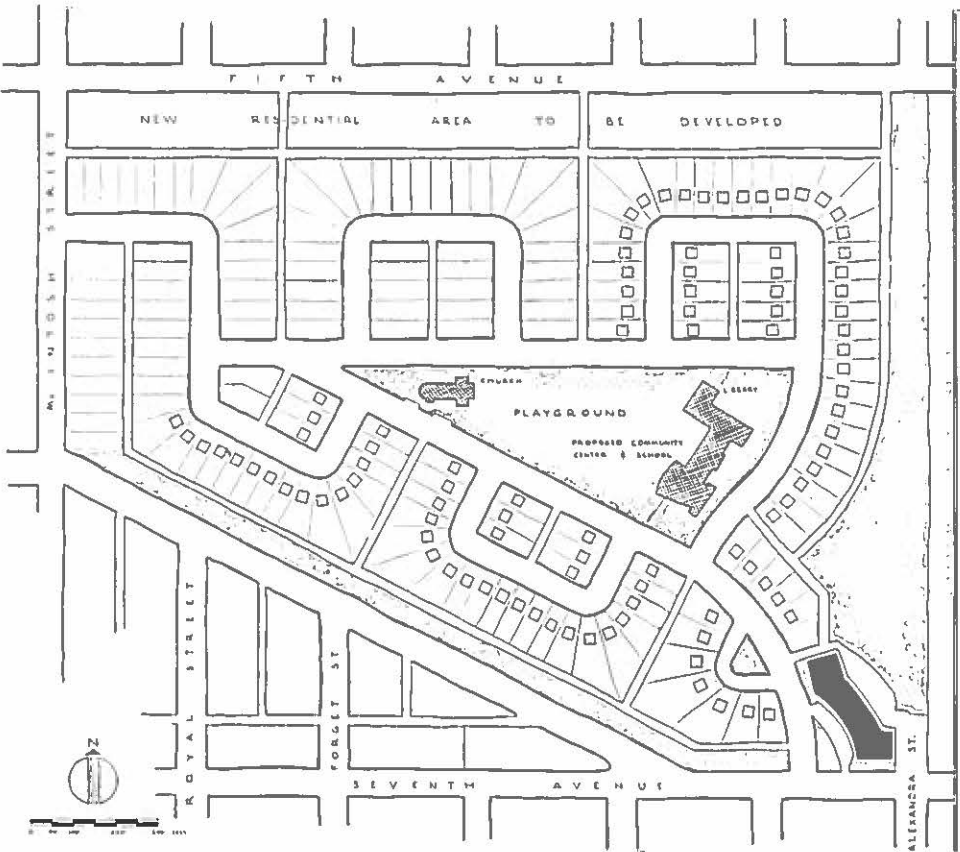 FIFTH AVENUE
NEW RESIDENTIAL AREA TO BE DEVELOPED
McINTOSH STREET
CHURCH
LIBRARY
PLAYGROUND
PROPOSED COMMUNITY
CENTER & SCHOOL
ROYAL STREET
FORGET ST.
N
SEVENTH AVENUE
ALEXANDRA ST.